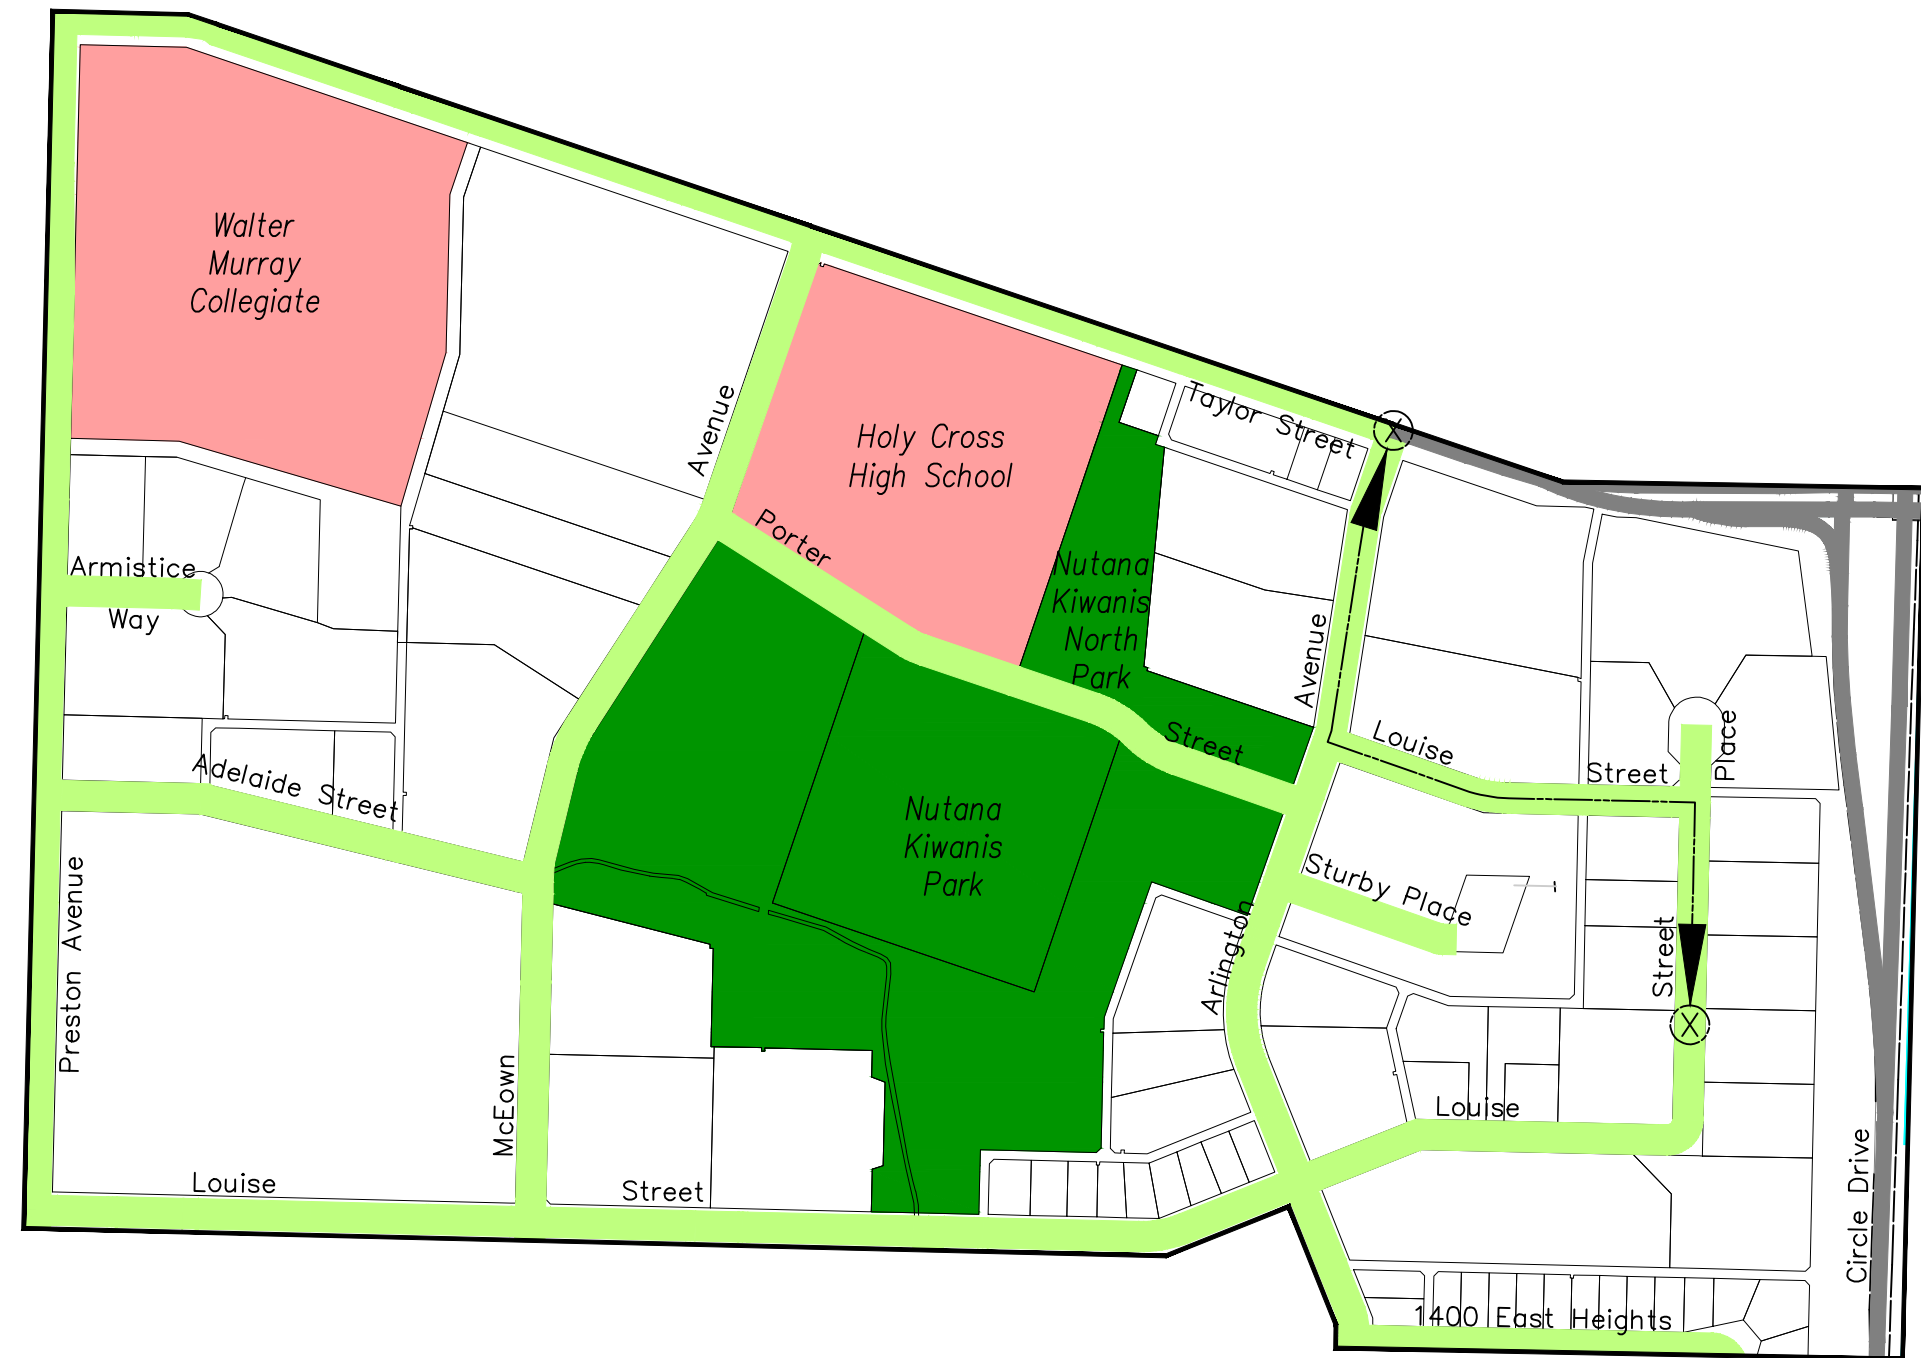 Walter
Murray
Collegiate
Taylor Street
X
Avenue
Holy Cross
High School
Porter
Armistice
Way
Nutana
Kiwanis
North
Park
Avenue
Street
Louise
Street
Place
Adelaide Street
Nutana
Kiwanis
Park
Sturby Place
Preston Avenue
Arlington
Street
X
McEown
Louise
Louise
Street
Circle Drive
1400 East Heights